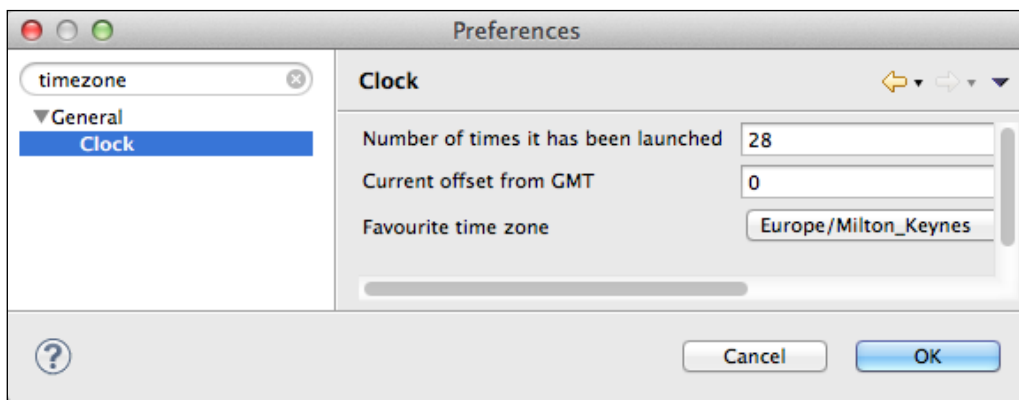 Preferences
timezone
General
Clock
Clock
Number of times it has been launched 28
Current offset from GMT 0
Favourite time zone Europe/Milton_Keynes
?
Cancel OK